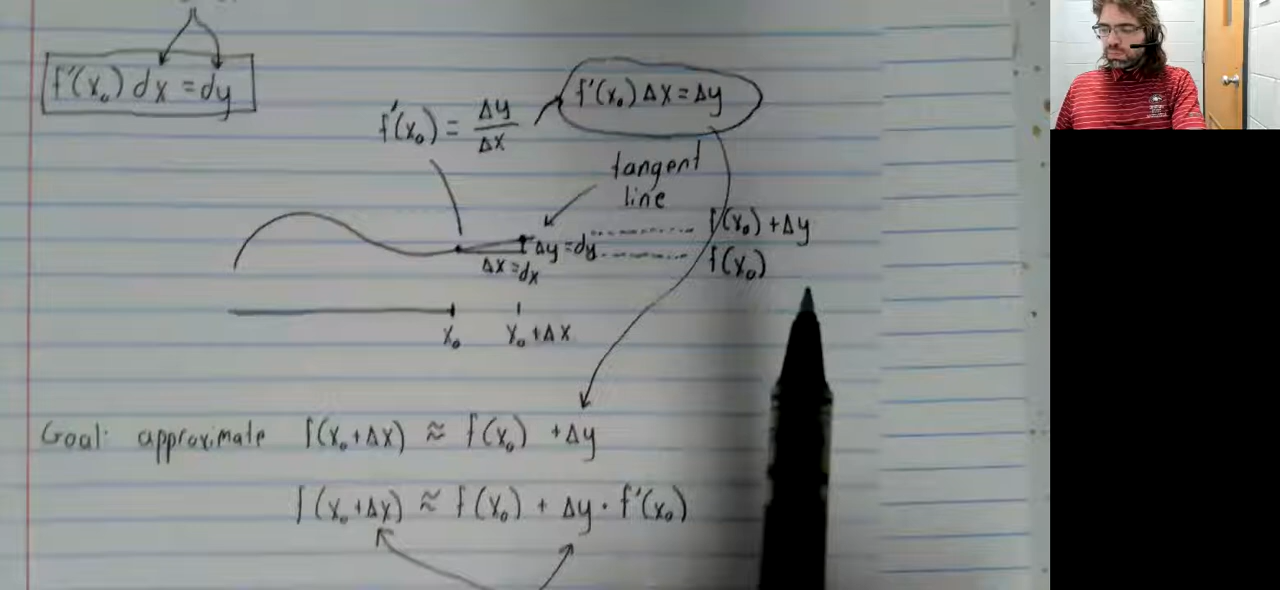 f'(x₀) dx = dy
f'(x₀) = Δy/Δx
f'(x₀) Δx = Δy
tangent
line
Δy = dy
f(x₀) + Δy
Δx = dx
f(x₀)
x₀
x₀ + Δx
Goal: approximate f(x₀+Δx) ≈ f(x₀) + Δy
f(x₀+Δx) ≈ f(x₀) + Δy · f'(x₀)